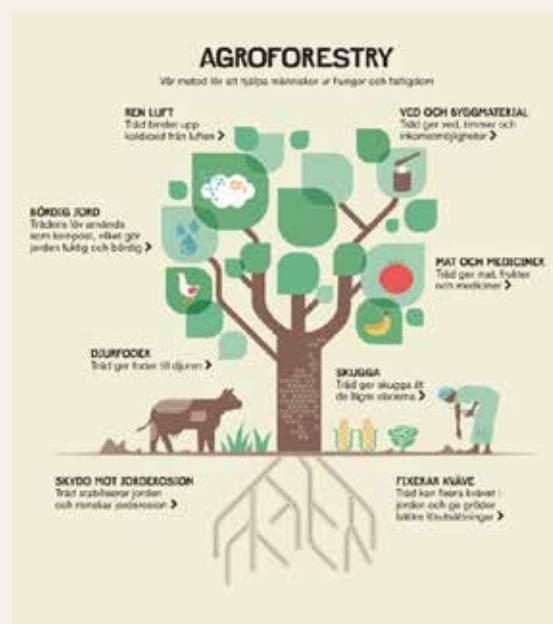 AGROFORESTRY
Vår metod för att hjälpa människor ur hunger och fattigdom
REN LUFT
Träd binder upp
koldioxid från luften >
VED OCH BYGGMATERIAL
Träd ger ved, timmer och
inkomstmöjligheter >
BÖRDIG JORD
Trädens löv används
som kompost, vilket gör
jorden fuktig och bördig >
MAT OCH MEDICINER
Träd ger mat, frukter
och mediciner >
DJURFODER
Träd ger foder till djuren >
SKUGGA
Träd ger skugga åt
de lägre växterna >
SKYDD MOT JORDEROSION
Träd stabiliserar jorden
och minskar jorderosion >
FIXERAR KVÄVE
Träd kan fixera kvävet i
jorden och ge grödor
bättre förutsättningar >